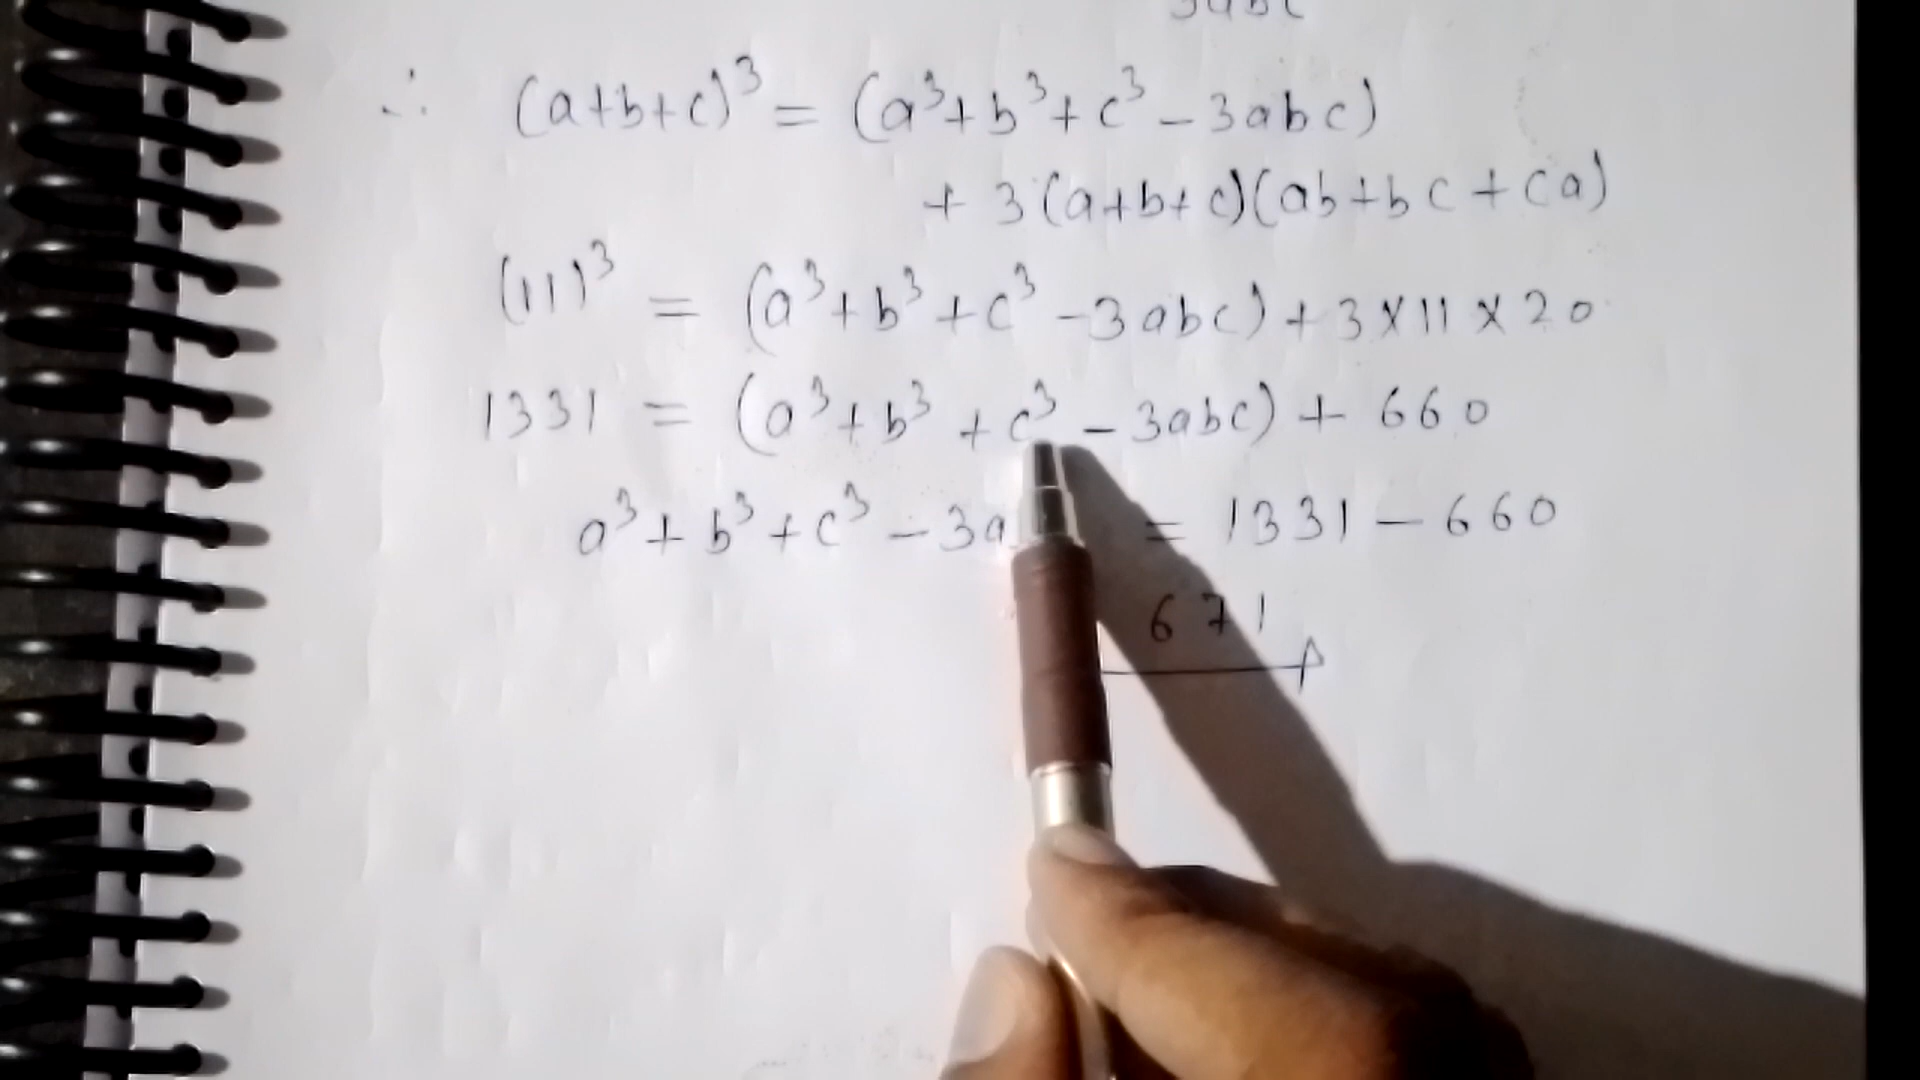 3abc
∴ (a+b+c)³ = (a³+b³+c³-3abc)
+ 3(a+b+c)(ab+bc+ca)
(11)³ = (a³+b³+c³-3abc)+3×11×20
1331 = (a³+b³+c³-3abc)+660
a³+b³+c³-3a = 1331-660
671